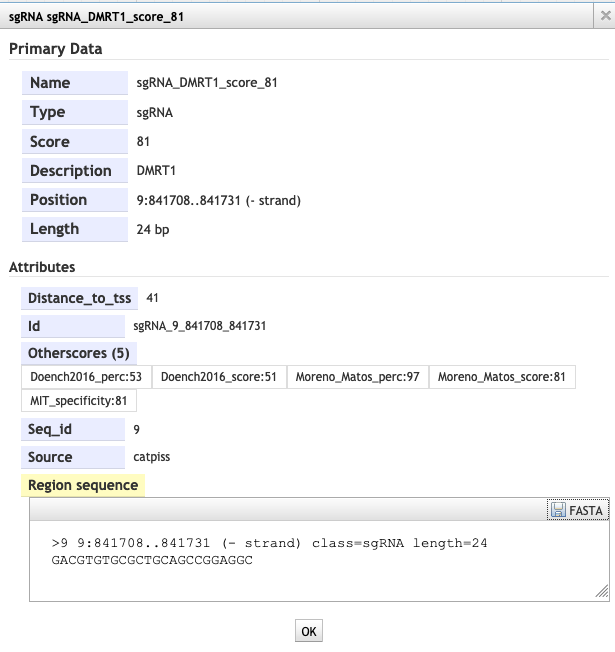 sgRNA sgRNA_DMRT1_score_81
Primary Data
Name sgRNA_DMRT1_score_81
Type sgRNA
Score 81
Description DMRT1
Position 9:841708..841731 (- strand)
Length 24 bp
Attributes
Distance_to_tss 41
Id sgRNA_9_841708_841731
Otherscores (5)
Doench2016_perc:53 Doench2016_score:51 Moreno_Matos_perc:97 Moreno_Matos_score:81
MIT_specificity:81
Seq_id 9
Source catpiss
Region sequence
FASTA
>9 9:841708..841731 (- strand) class=sgRNA length=24
GACGTGTGCGCTGCAGCCGGAGGC
OK